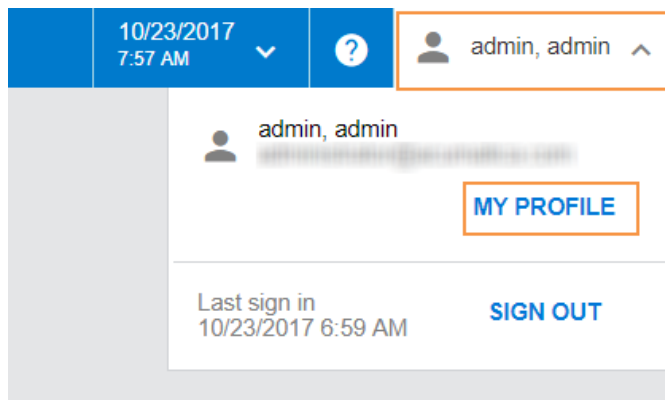 10/23/2017
7:57 AM
?
admin, admin
admin, admin
MY PROFILE
Last sign in
10/23/2017 6:59 AM
SIGN OUT